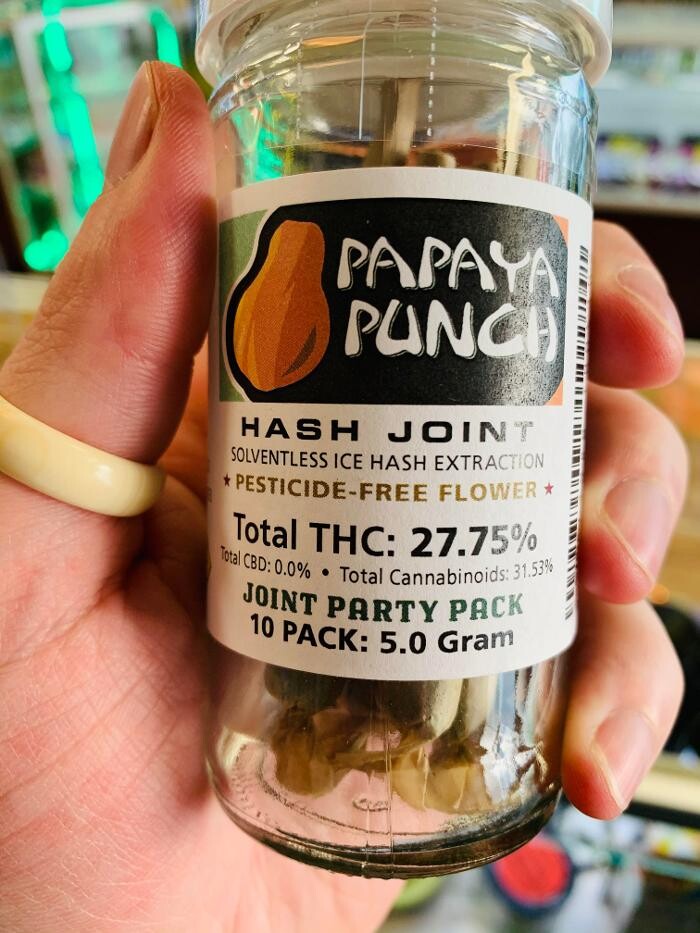 PAPAYA
PUNCH
HASH JOINT
SOLVENTLESS ICE HASH EXTRACTION
★ PESTICIDE-FREE FLOWER ★
Total THC: 27.75%
Total CBD: 0.0% • Total Cannabinoids: 31.53%
JOINT PARTY PACK
10 PACK: 5.0 Gram